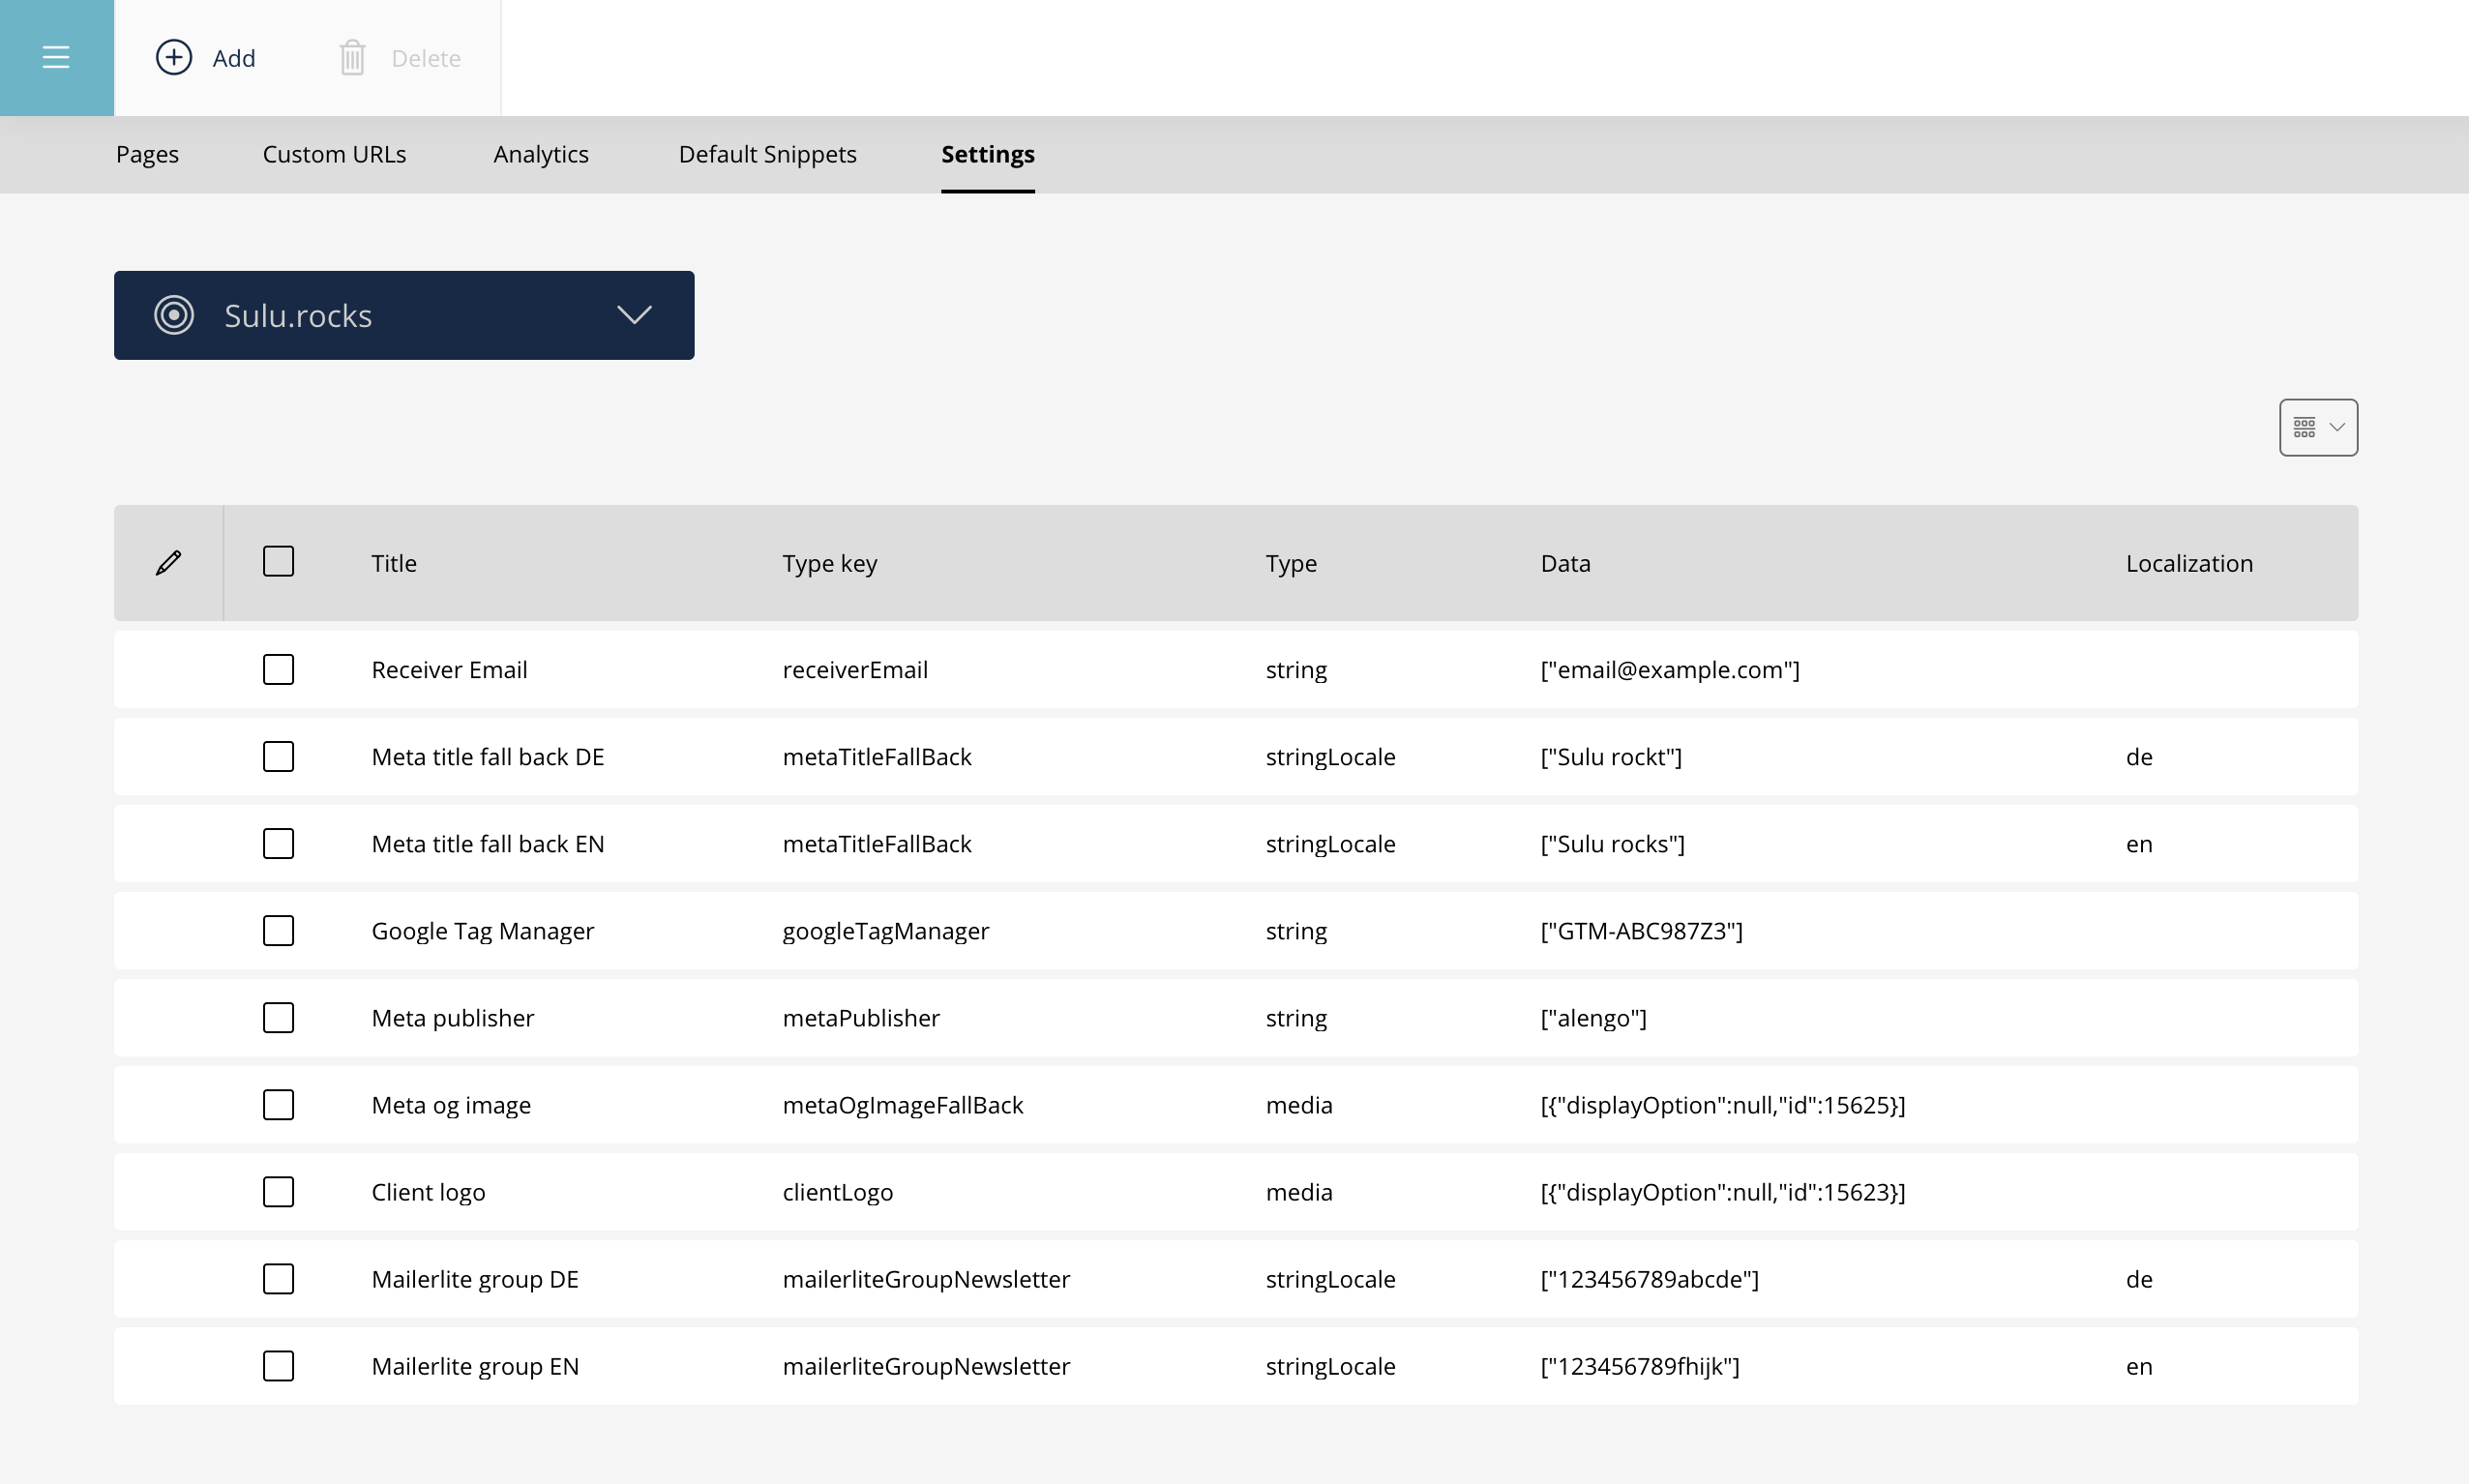 Add Delete
Pages Custom URLs Analytics Default Snippets Settings
Sulu.rocks
Title Type key Type Data Localization
Receiver Email receiverEmail string ["email@example.com"]
Meta title fall back DE metaTitleFallBack stringLocale ["Sulu rockt"] de
Meta title fall back EN metaTitleFallBack stringLocale ["Sulu rocks"] en
Google Tag Manager googleTagManager string ["GTM-ABC987Z3"]
Meta publisher metaPublisher string ["alengo"]
Meta og image metaOgImageFallBack media [{"displayOption":null,"id":15625}]
Client logo clientLogo media [{"displayOption":null,"id":15623}]
Mailerlite group DE mailerliteGroupNewsletter stringLocale ["123456789abcde"] de
Mailerlite group EN mailerliteGroupNewsletter stringLocale ["123456789fhijk"] en